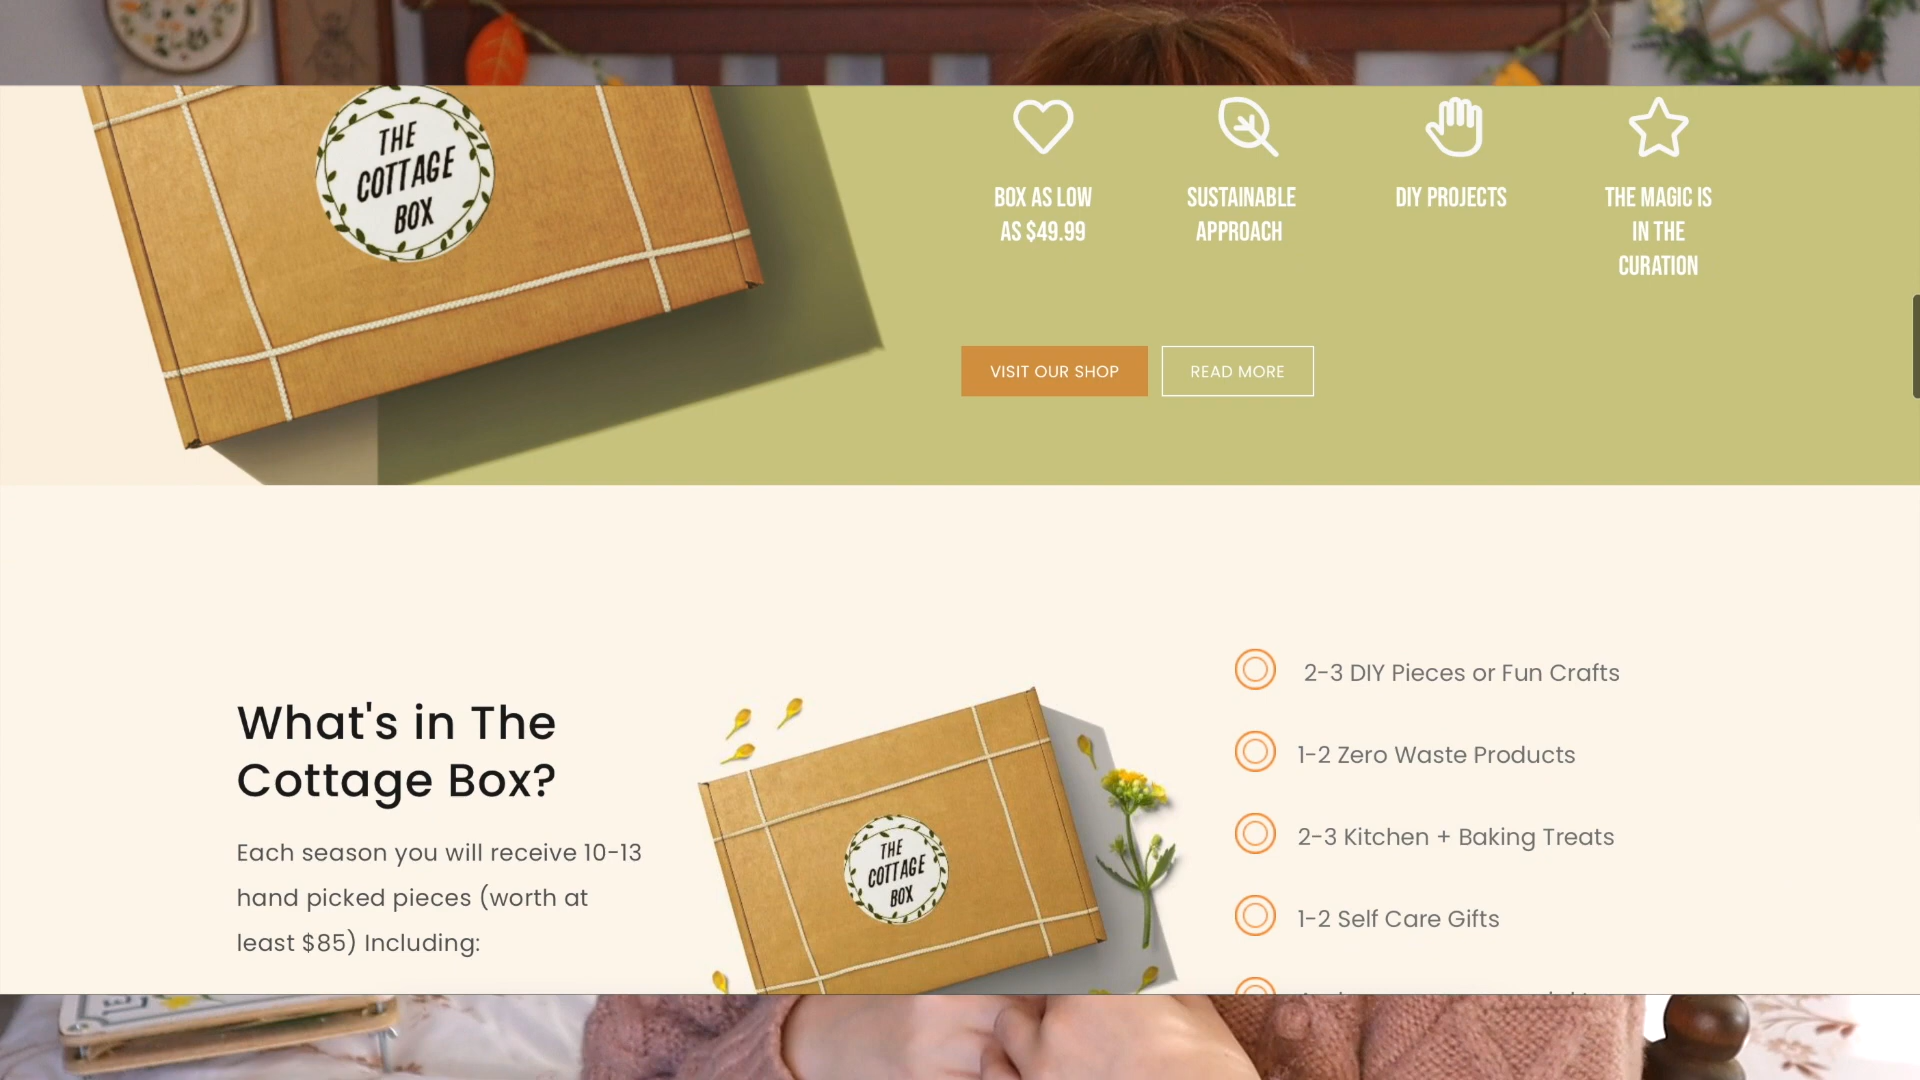 THE
COTTAGE
BOX
BOX AS LOW
AS $49.99
SUSTAINABLE
APPROACH
DIY PROJECTS
THE MAGIC IS
IN THE
CURATION
VISIT OUR SHOP
READ MORE
What's in The
Cottage Box?
Each season you will receive 10-13
hand picked pieces (worth at
least $85) Including:
THE
COTTAGE
BOX
2-3 DIY Pieces or Fun Crafts
1-2 Zero Waste Products
2-3 Kitchen + Baking Treats
1-2 Self Care Gifts